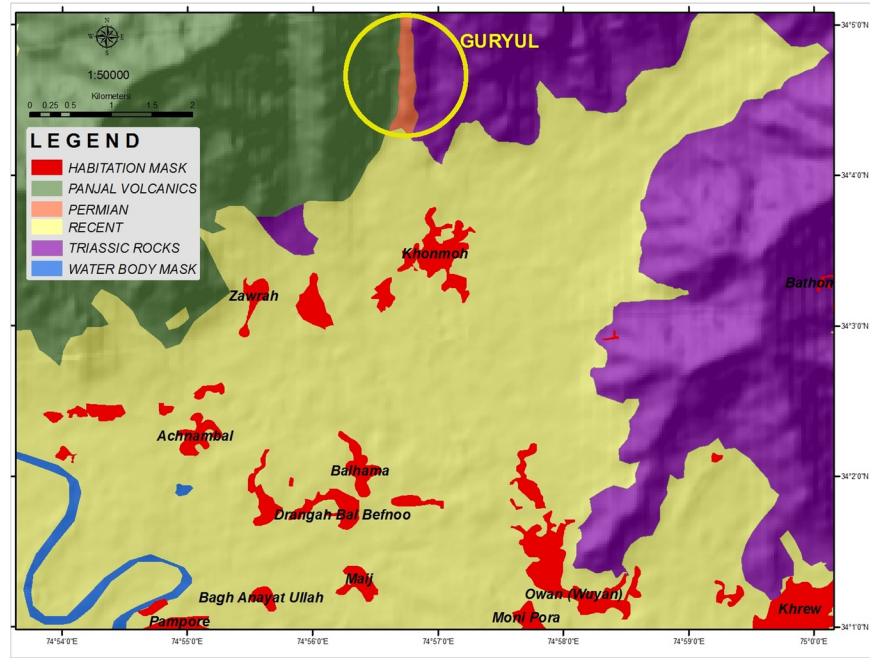 GURYUL
34°5'0"N
N
W E
S
1:50000
Kilometers
0 0.25 0.5 1 1.5 2
LEGEND
HABITATION MASK
PANJAL VOLCANICS
PERMIAN
RECENT
TRIASSIC ROCKS
WATER BODY MASK
34°4'0"N
Khonmoh
Zawrah
Bathon
34°3'0"N
Achnambal
Balhama
34°2'0"N
Drangah Bal Befnoo
Maij
Bagh Anayat Ullah
Owan (Wuyan)
Khrew
Moni Pora
Pampore
34°1'0"N
74°54'0"E 74°55'0"E 74°56'0"E 74°57'0"E 74°58'0"E 74°59'0"E 75°0'0"E